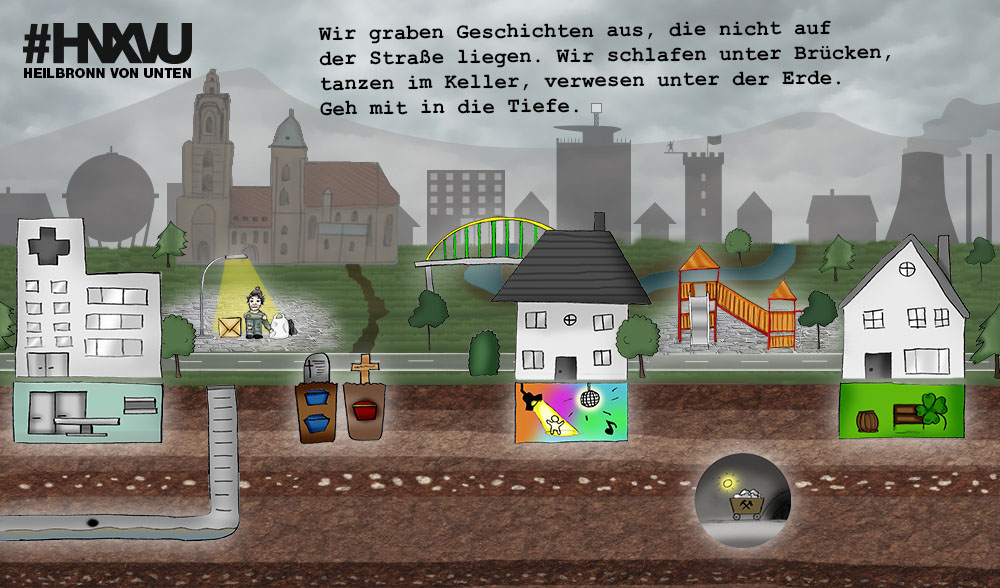 #HNXVU
HEILBRONN VON UNTEN
Wir graben Geschichten aus, die nicht auf
der Straße liegen. Wir schlafen unter Brücken,
tanzen im Keller, verwesen unter der Erde.
Geh mit in die Tiefe.